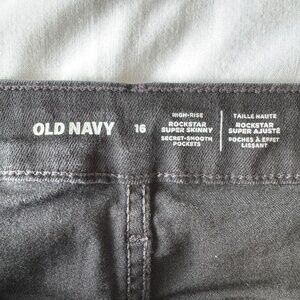 OLD NAVY
16
HIGH-RISE
ROCKSTAR
SUPER SKINNY
SECRET-SMOOTH
POCKETS
TAILLE HAUTE
ROCKSTAR
SUPER AJUSTÉ
POCHES À EFFET
LISSANT